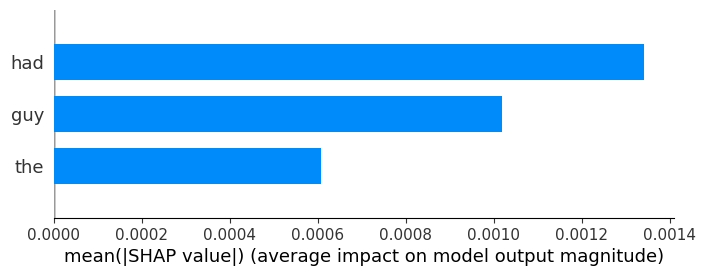 had
guy
the
0.0000 0.0002 0.0004 0.0006 0.0008 0.0010 0.0012 0.0014
mean(|SHAP value|) (average impact on model output magnitude)